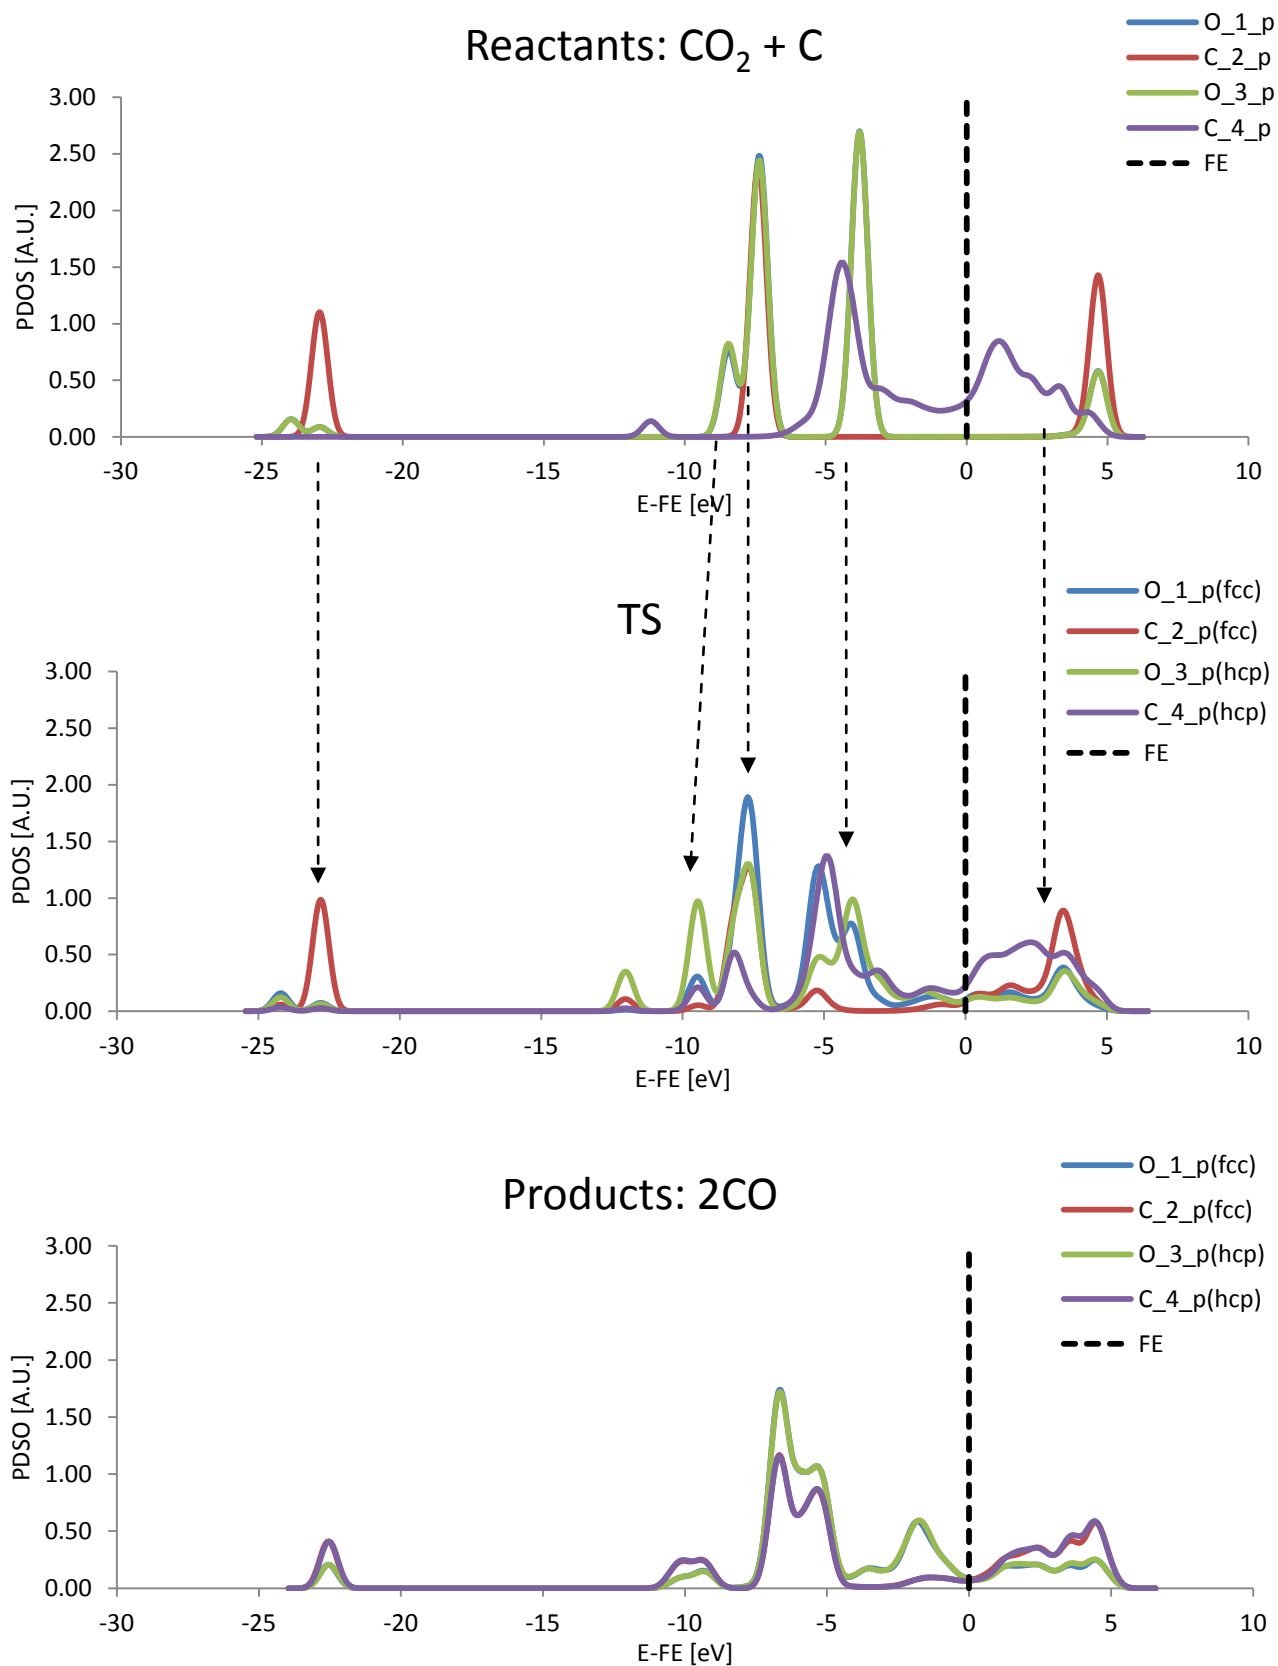 Reactants: CO₂ + C
O_1_p
C_2_p
O_3_p
C_4_p
FE
PDOS [A.U.]
3.00
2.50
2.00
1.50
1.00
0.50
0.00
-30 -25 -20 -15 -10 -5 0 5 10
E-FE [eV]
TS
O_1_p(fcc)
C_2_p(fcc)
O_3_p(hcp)
C_4_p(hcp)
FE
PDOS [A.U.]
3.00
2.50
2.00
1.50
1.00
0.50
0.00
-30 -25 -20 -15 -10 -5 0 5 10
E-FE [eV]
Products: 2CO
O_1_p(fcc)
C_2_p(fcc)
O_3_p(hcp)
C_4_p(hcp)
FE
PDSO [A.U.]
3.00
2.50
2.00
1.50
1.00
0.50
0.00
-30 -25 -20 -15 -10 -5 0 5 10
E-FE [eV]